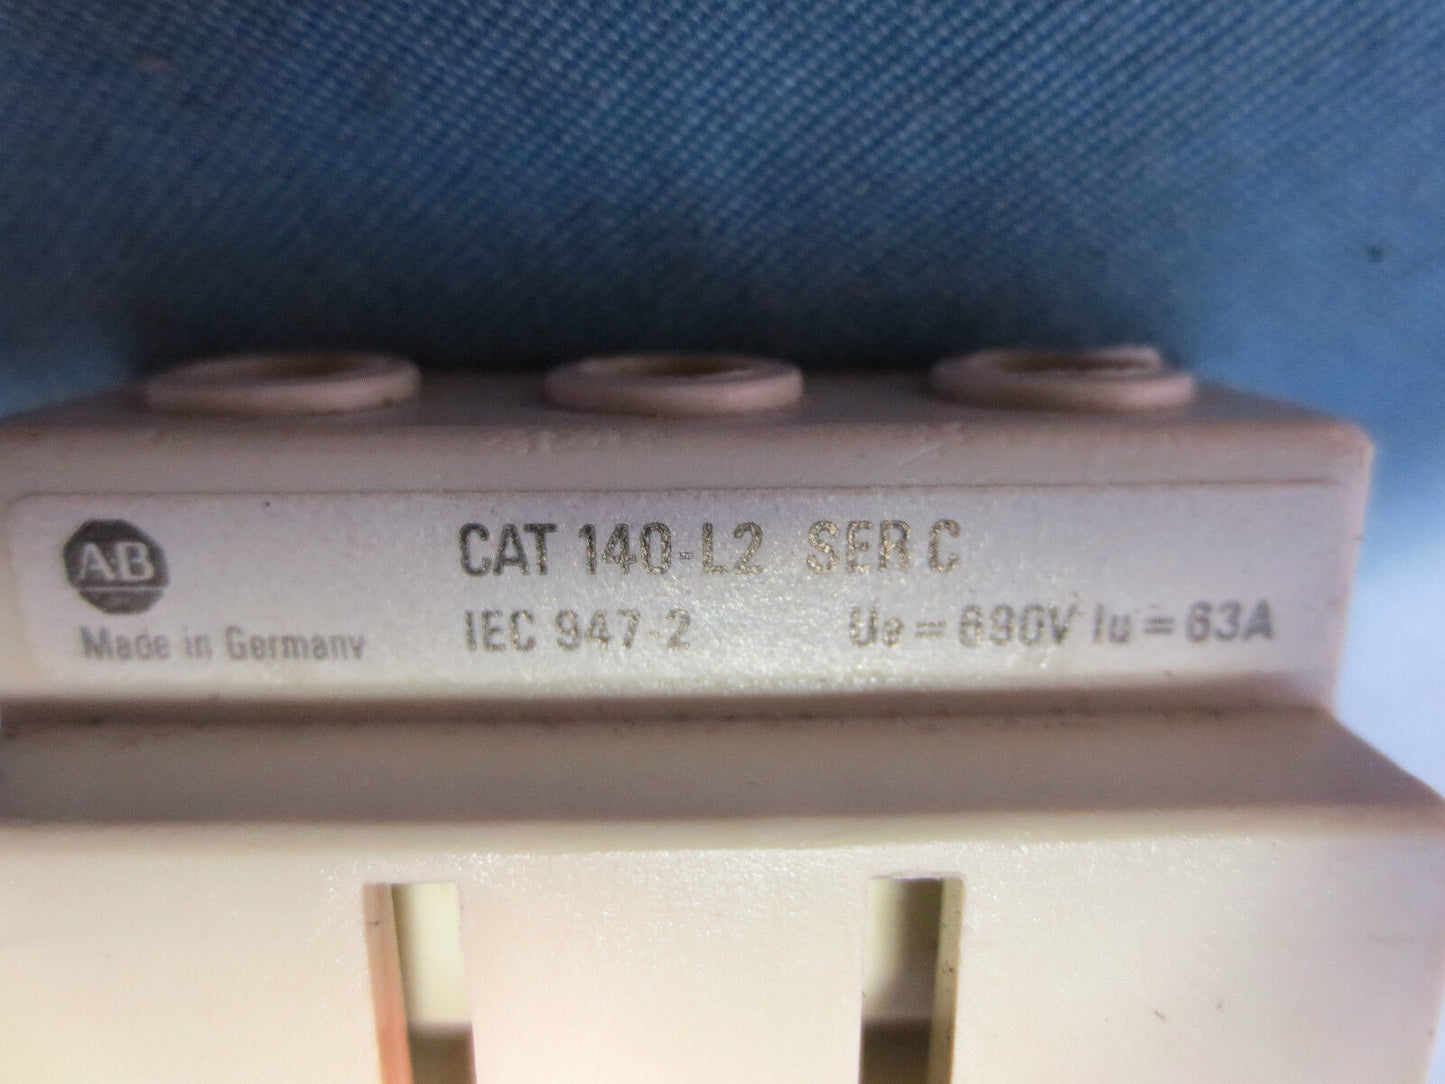 AB
CAT 140-L2 SER C
Made in Germany
IEC 947-2 Ue = 690V Iu = 63A